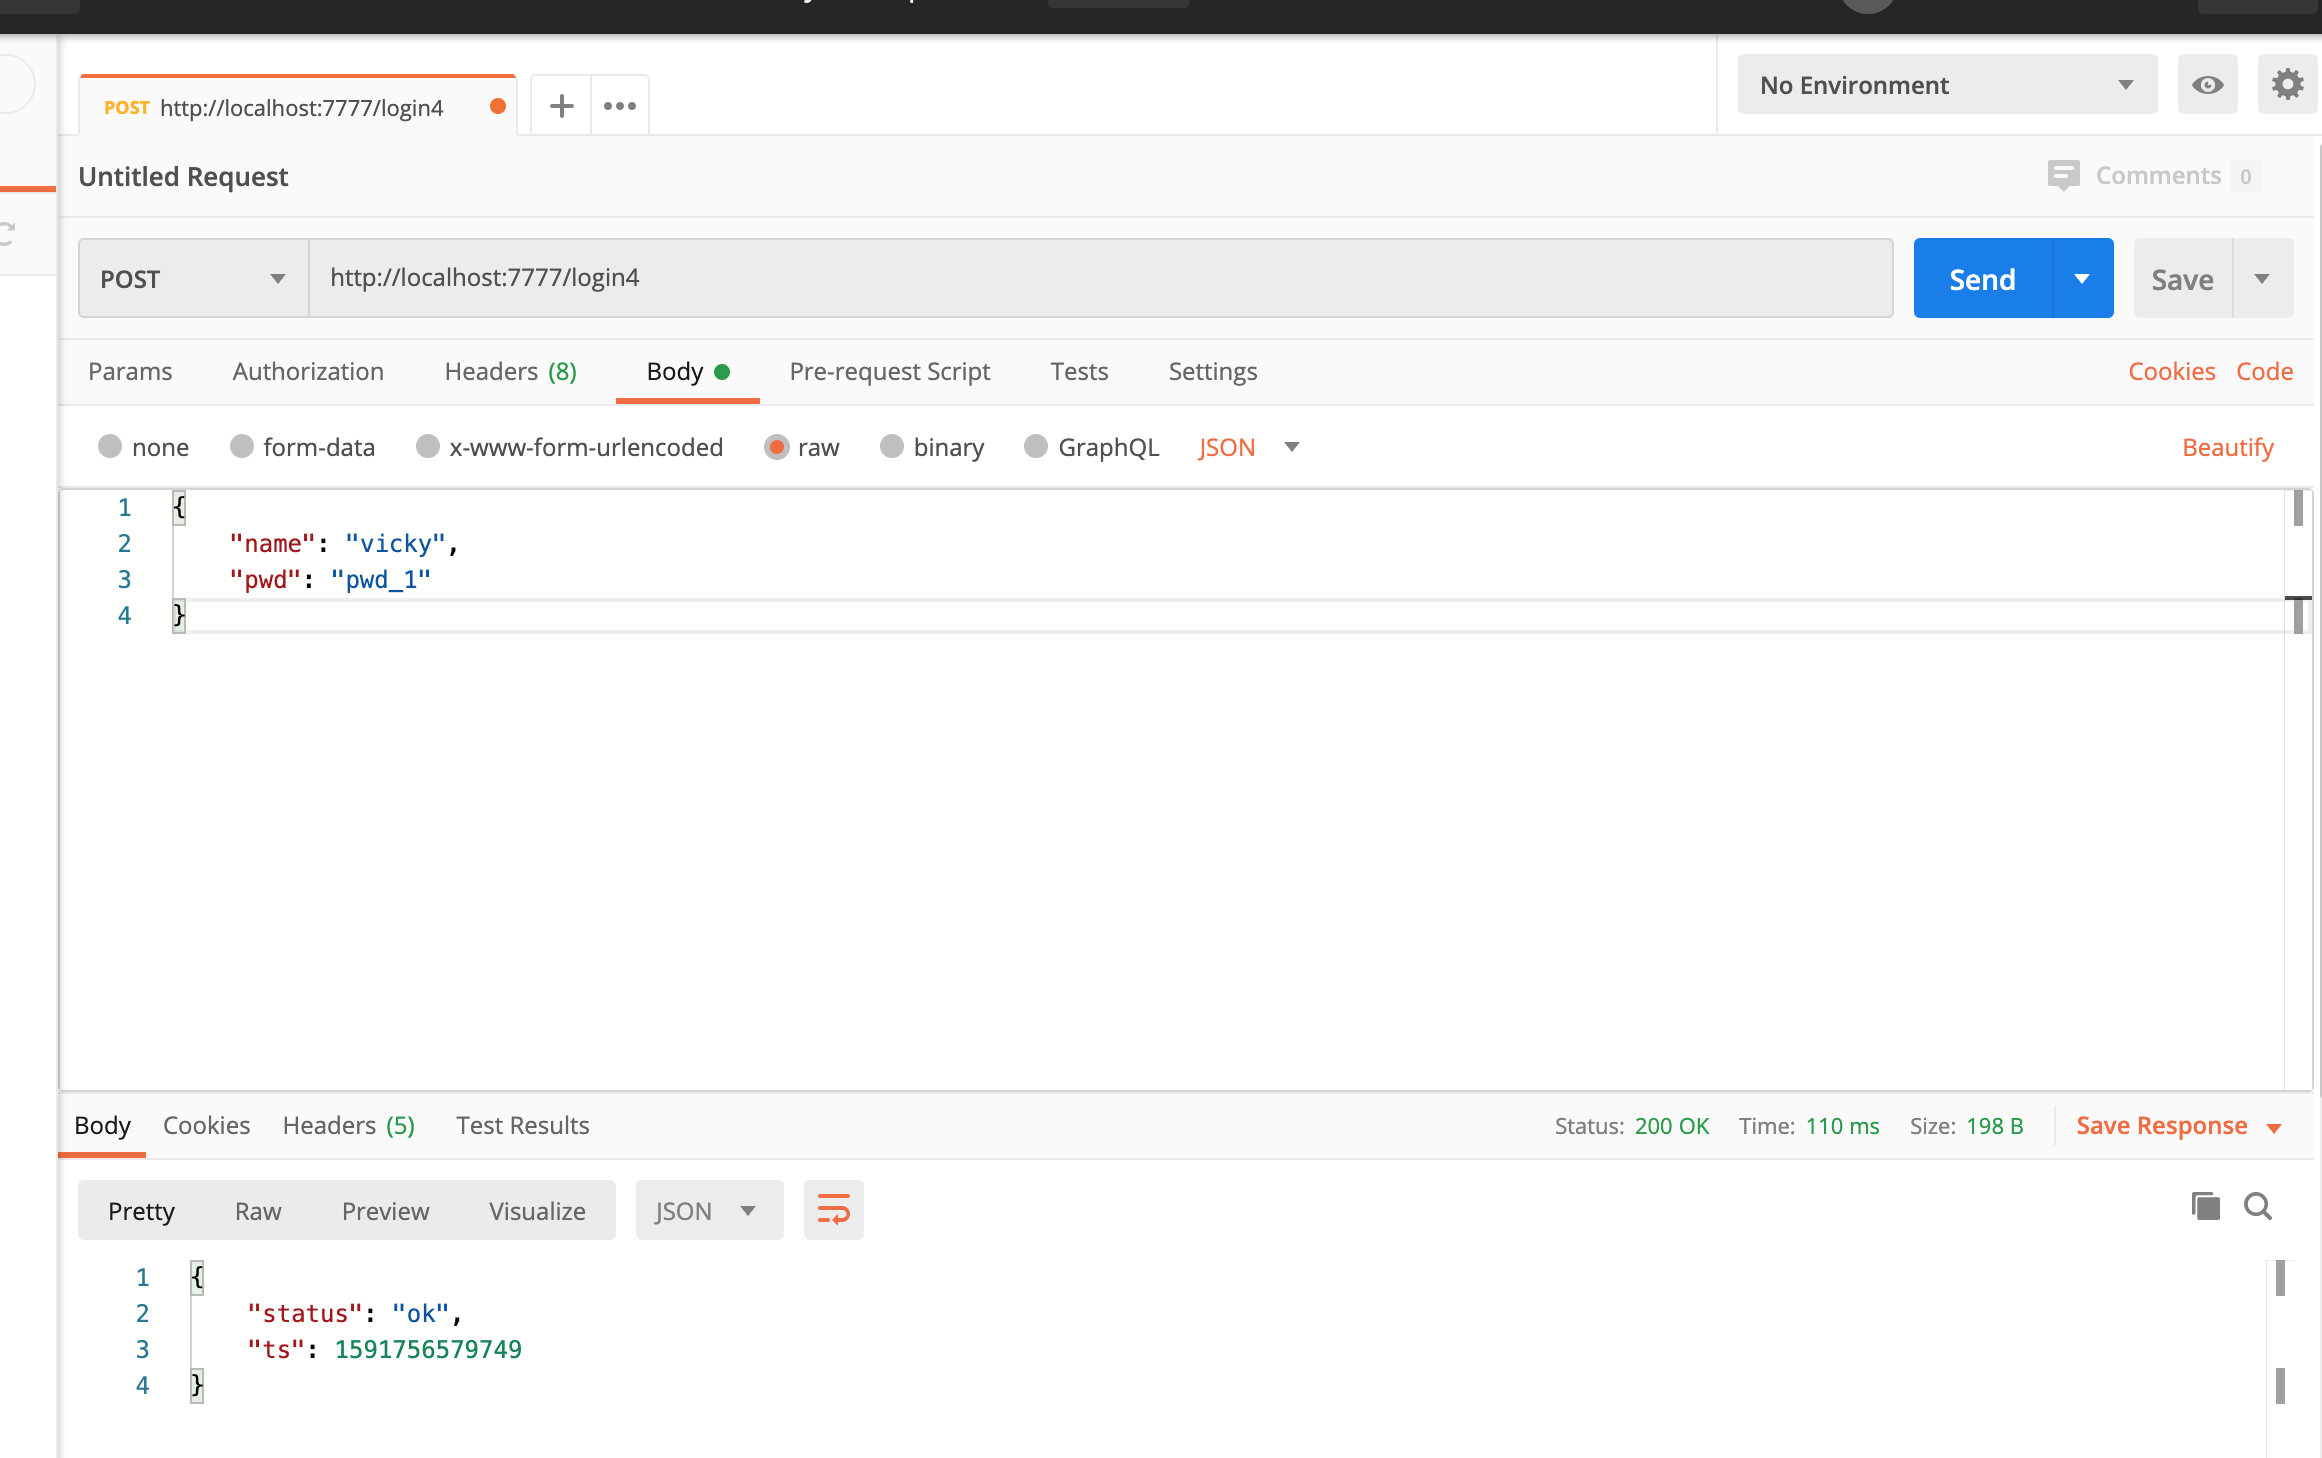 POST http://localhost:7777/login4
No Environment
Untitled Request
Comments 0
POST http://localhost:7777/login4 Send Save
Params Authorization Headers (8) Body Pre-request Script Tests Settings Cookies Code
none form-data x-www-form-urlencoded raw binary GraphQL JSON Beautify
1 {
2 "name": "vicky",
3 "pwd": "pwd_1"
4 }
Body Cookies Headers (5) Test Results Status: 200 OK Time: 110 ms Size: 198 B Save Response
Pretty Raw Preview Visualize JSON
1 {
2 "status": "ok",
3 "ts": 1591756579749
4 }